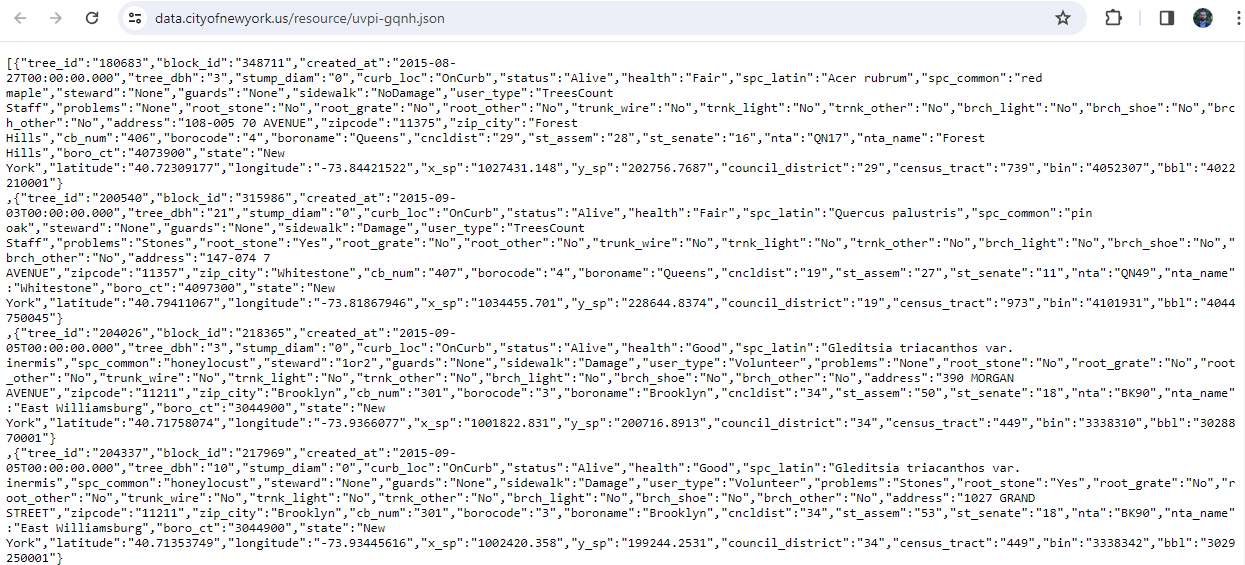 data.cityofnewyork.us/resource/uvpi-gqnh.json
[{"tree_id":"180683","block_id":"348711","created_at":"2015-08-
27T00:00:00.000","tree_dbh":"3","stump_diam":"0","curb_loc":"OnCurb","status":"Alive","health":"Fair","spc_latin":"Acer rubrum","spc_common":"red
maple","steward":"None","guards":"None","sidewalk":"NoDamage","user_type":"TreesCount
Staff","problems":"None","root_stone":"No","root_grate":"No","root_other":"No","trunk_wire":"No","trnk_light":"No","trnk_other":"No","brch_light":"No","brch_shoe":"No","brc
h_other":"No","address":"108-005 70 AVENUE","zipcode":"11375","zip_city":"Forest
Hills","cb_num":"406","borocode":"4","boroname":"Queens","cncldist":"29","st_assem":"28","st_senate":"16","nta":"QN17","nta_name":"Forest
Hills","boro_ct":"4073900","state":"New
York","latitude":"40.72309177","longitude":"-73.84421522","x_sp":"1027431.148","y_sp":"202756.7687","council_district":"29","census_tract":"739","bin":"4052307","bbl":"4022
210001"}
,{"tree_id":"200540","block_id":"315986","created_at":"2015-09-
03T00:00:00.000","tree_dbh":"21","stump_diam":"0","curb_loc":"OnCurb","status":"Alive","health":"Fair","spc_latin":"Quercus palustris","spc_common":"pin
oak","steward":"None","guards":"None","sidewalk":"Damage","user_type":"TreesCount
Staff","problems":"Stones","root_stone":"Yes","root_grate":"No","root_other":"No","trunk_wire":"No","trnk_light":"No","trnk_other":"No","brch_light":"No","brch_shoe":"No","
brch_other":"No","address":"147-074 7
AVENUE","zipcode":"11357","zip_city":"Whitestone","cb_num":"407","borocode":"4","boroname":"Queens","cncldist":"19","st_assem":"27","st_senate":"11","nta":"QN49","nta_name"
:"Whitestone","boro_ct":"4097300","state":"New
York","latitude":"40.79411067","longitude":"-73.81867946","x_sp":"1034455.701","y_sp":"228644.8374","council_district":"19","census_tract":"973","bin":"4101931","bbl":"4044
750045"}
,{"tree_id":"204026","block_id":"218365","created_at":"2015-09-
05T00:00:00.000","tree_dbh":"3","stump_diam":"0","curb_loc":"OnCurb","status":"Alive","health":"Good","spc_latin":"Gleditsia triacanthos var.
inermis","spc_common":"honeylocust","steward":"1or2","guards":"None","sidewalk":"Damage","user_type":"Volunteer","problems":"None","root_stone":"No","root_grate":"No","root
_other":"No","trunk_wire":"No","trnk_light":"No","trnk_other":"No","brch_light":"No","brch_shoe":"No","brch_other":"No","address":"390 MORGAN
AVENUE","zipcode":"11211","zip_city":"Brooklyn","cb_num":"301","borocode":"3","boroname":"Brooklyn","cncldist":"34","st_assem":"50","st_senate":"18","nta":"BK90","nta_name"
:"East Williamsburg","boro_ct":"3044900","state":"New
York","latitude":"40.71758074","longitude":"-73.9366077","x_sp":"1001822.831","y_sp":"200716.8913","council_district":"34","census_tract":"449","bin":"3338310","bbl":"30288
70001"}
,{"tree_id":"204337","block_id":"217969","created_at":"2015-09-
05T00:00:00.000","tree_dbh":"10","stump_diam":"0","curb_loc":"OnCurb","status":"Alive","health":"Good","spc_latin":"Gleditsia triacanthos var.
inermis","spc_common":"honeylocust","steward":"None","guards":"None","sidewalk":"Damage","user_type":"Volunteer","problems":"Stones","root_stone":"Yes","root_grate":"No","r
oot_other":"No","trunk_wire":"No","trnk_light":"No","trnk_other":"No","brch_light":"No","brch_shoe":"No","brch_other":"No","address":"1027 GRAND
STREET","zipcode":"11211","zip_city":"Brooklyn","cb_num":"301","borocode":"3","boroname":"Brooklyn","cncldist":"34","st_assem":"53","st_senate":"18","nta":"BK90","nta_name"
:"East Williamsburg","boro_ct":"3044900","state":"New
York","latitude":"40.71353749","longitude":"-73.93445616","x_sp":"1002420.358","y_sp":"199244.2531","council_district":"34","census_tract":"449","bin":"3338342","bbl":"3029
250001"}